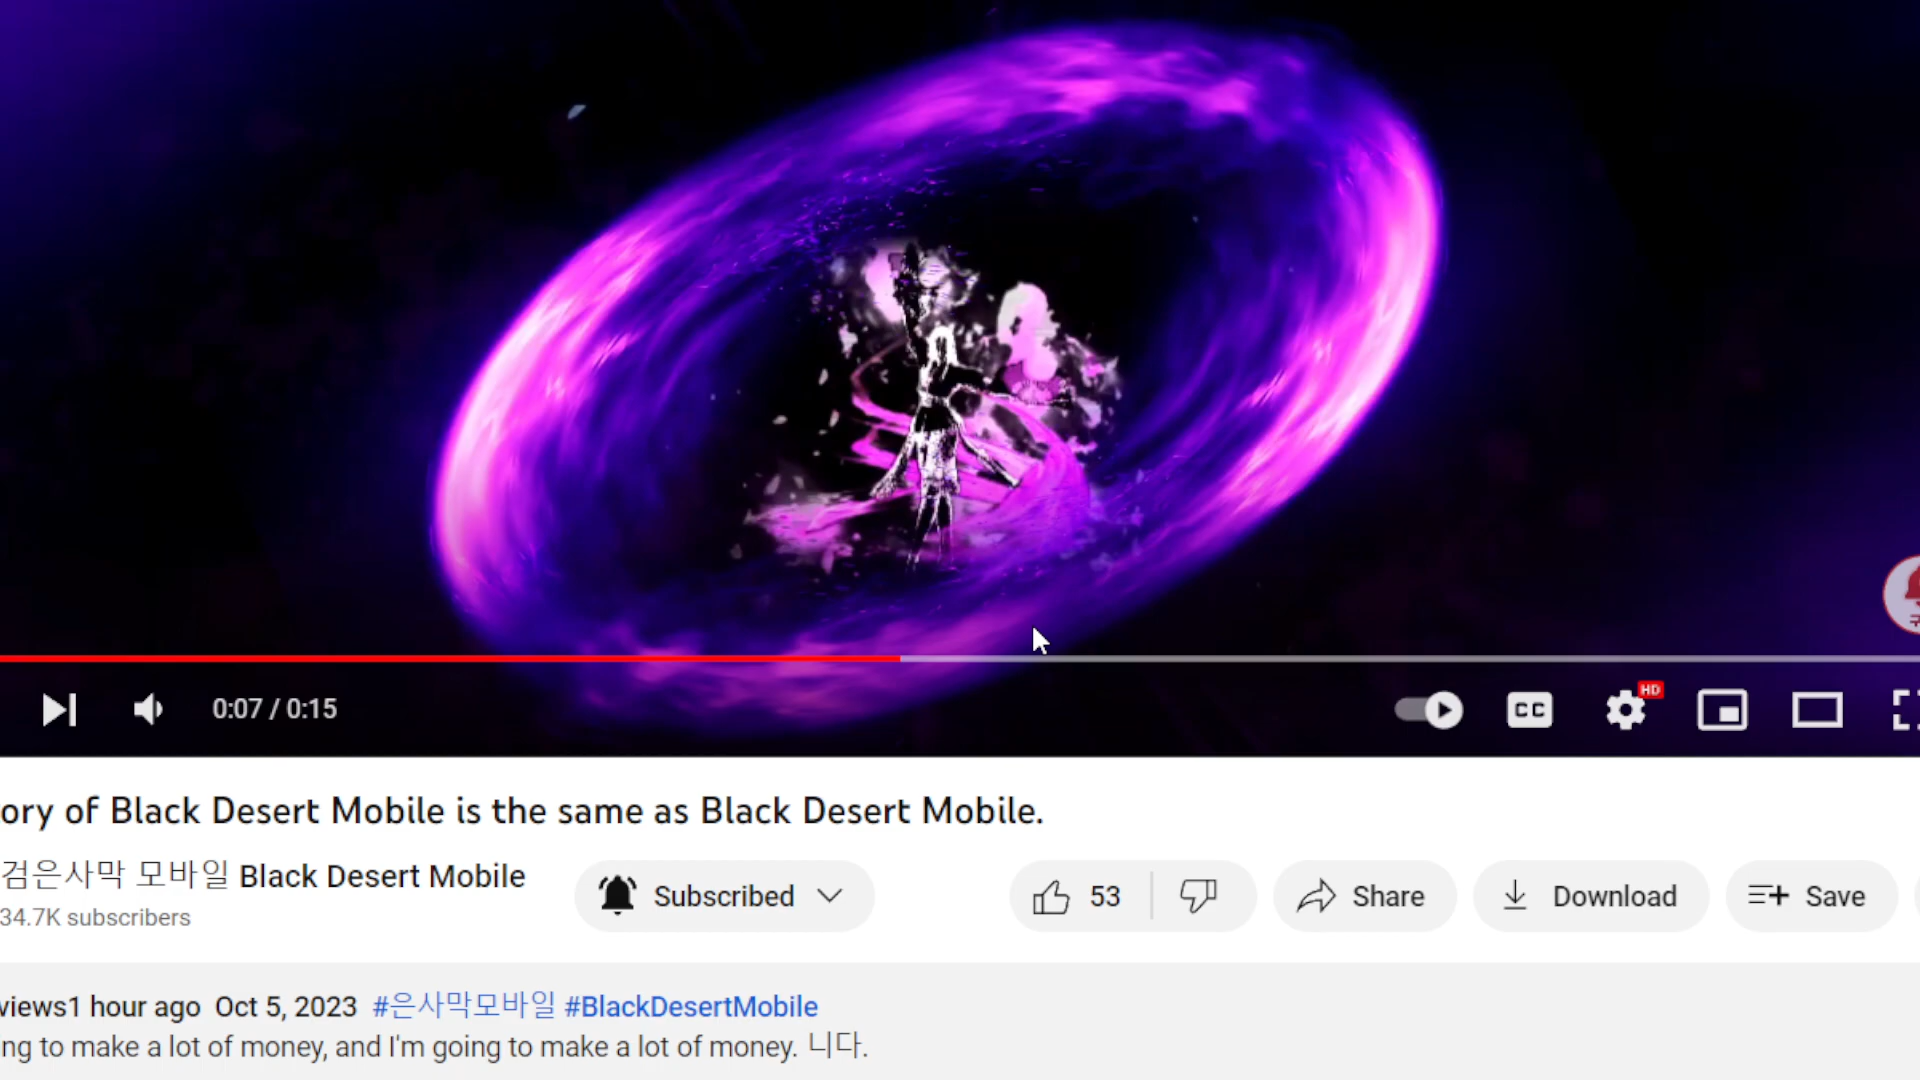 0:07 / 0:15
CC
HD
ory of Black Desert Mobile is the same as Black Desert Mobile.
검은사막 모바일 Black Desert Mobile
34.7K subscribers
Subscribed
53
Share
Download
Save
views1 hour ago Oct 5, 2023 #은사막모바일 #BlackDesertMobile
ng to make a lot of money, and I'm going to make a lot of money. 니다.